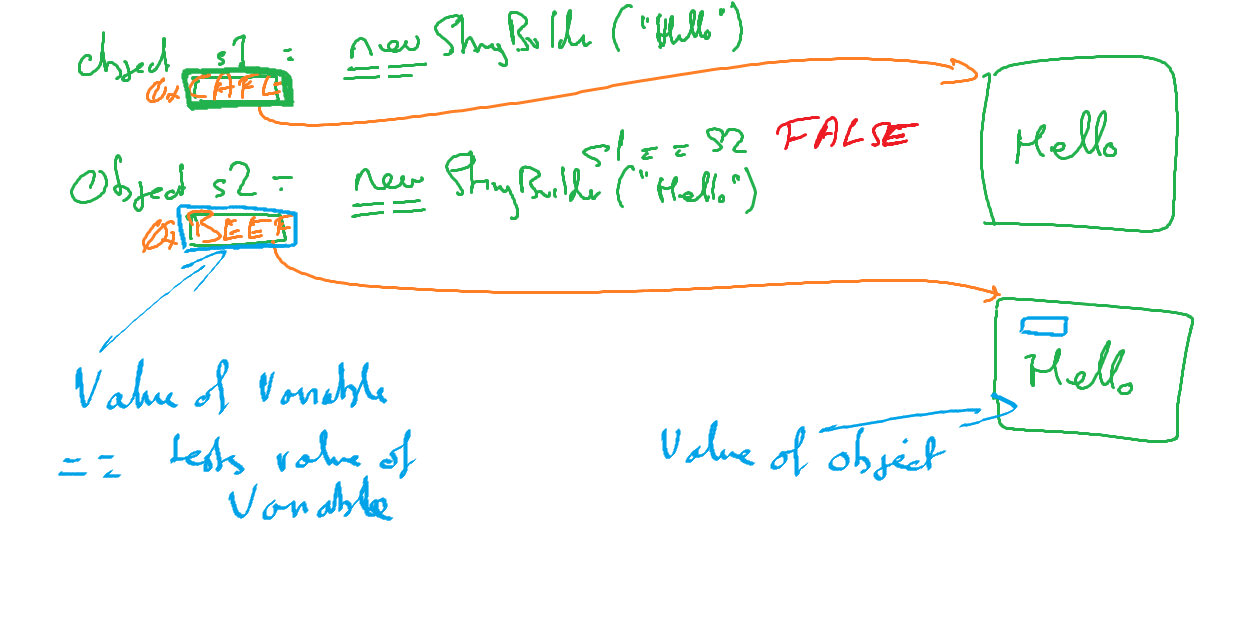 Object s1 = new StringBuilder ("Hello")
0x CAFE
Hello
s1 == s2 FALSE
Object s2 = new StringBuilder ("Hello")
0x BEEF
Hello
Value of Variable
Value of object
== tests value of
Variable